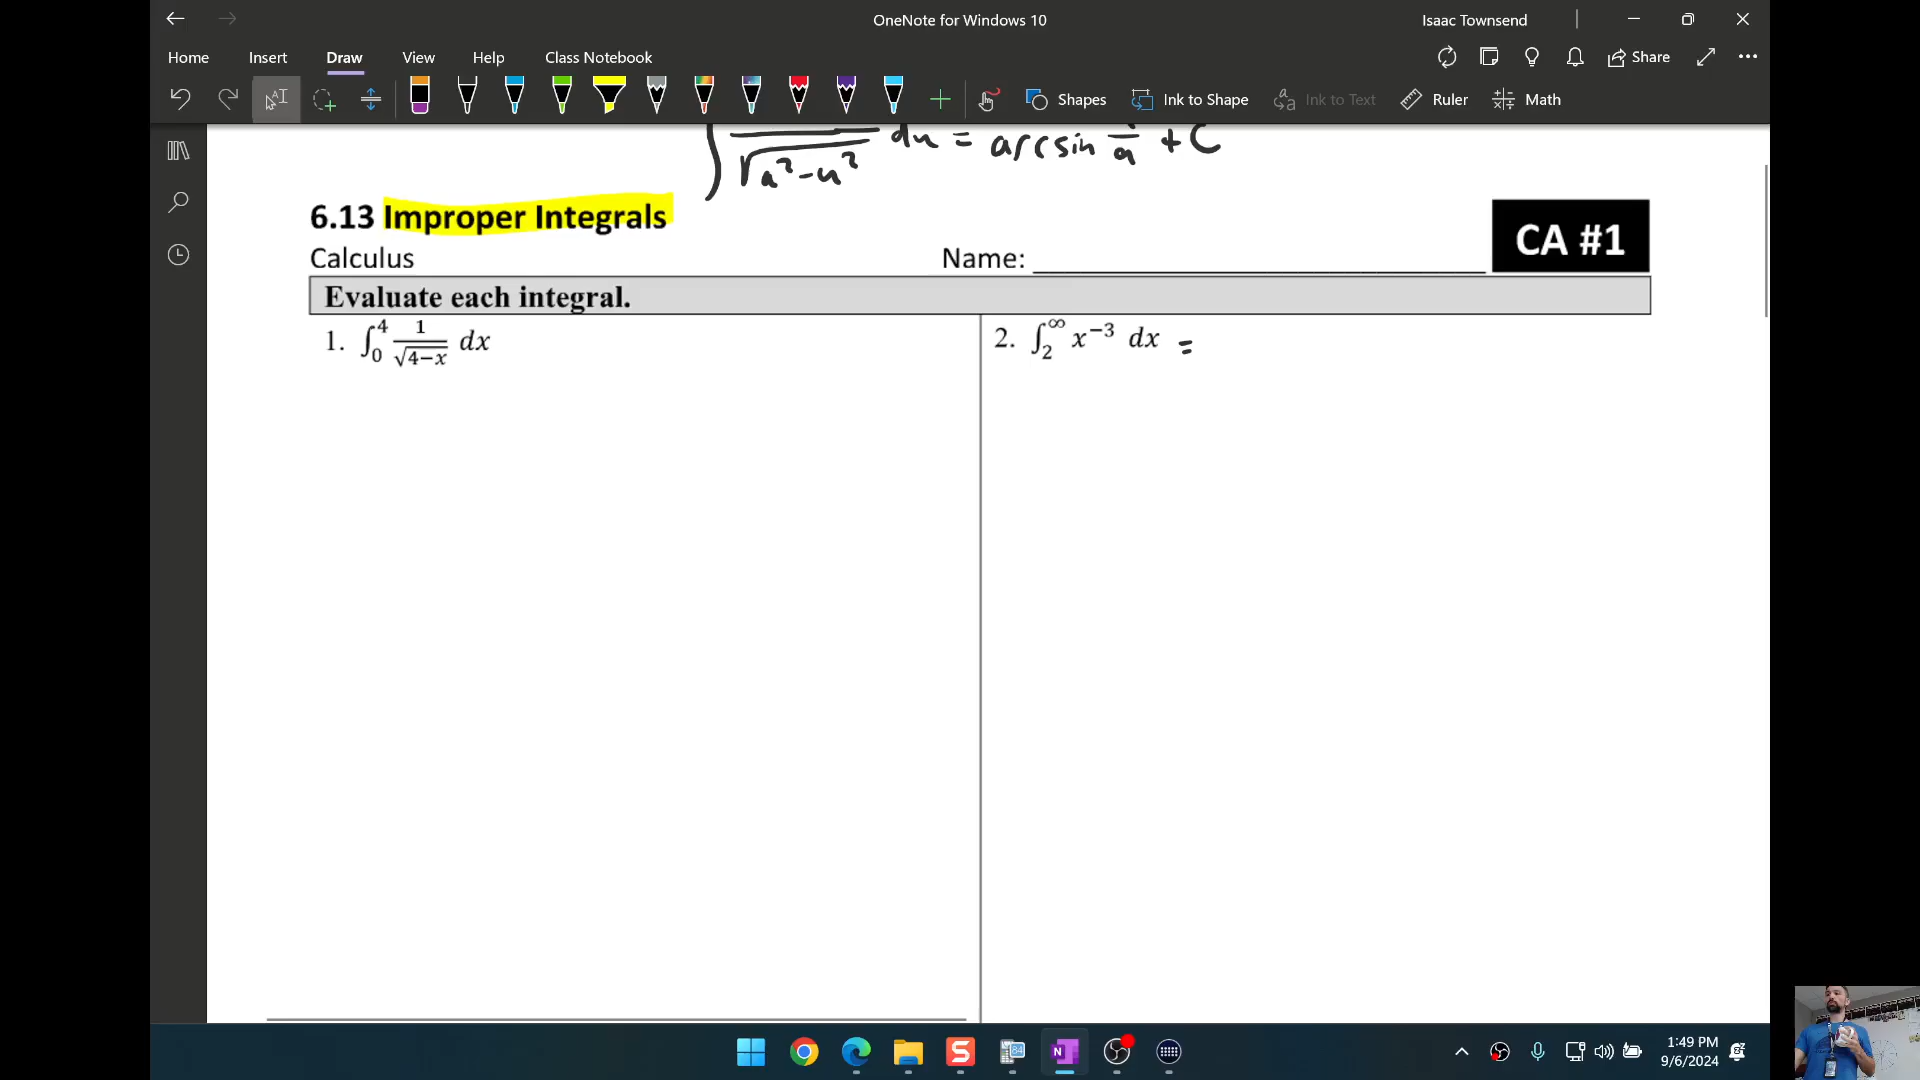 OneNote for Windows 10
Isaac Townsend
Home Insert Draw View Help Class Notebook
Share
Shapes Ink to Shape Ink to Text Ruler Math
∫ du = arcsin a + C
√a²-u²
6.13 Improper Integrals
CA #1
Calculus Name:
Evaluate each integral.
1. ∫₀⁴ 1/√4−x dx
2. ∫₂^∞ x⁻³ dx =
1:49 PM
9/6/2024